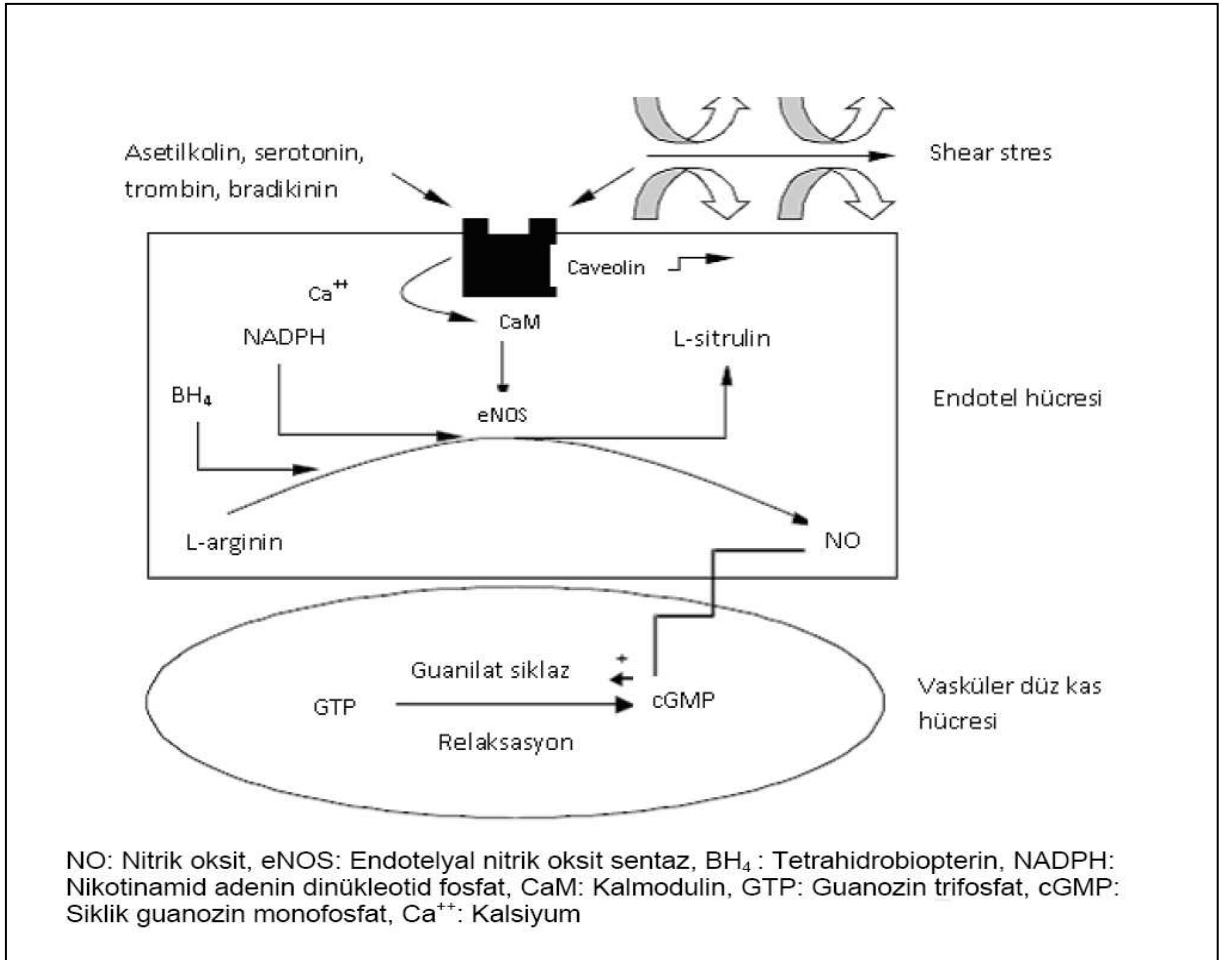 Asetilkolin, serotonin,
trombin, bradikinin
Shear stres
Caveolin
Ca⁺⁺
CaM
NADPH
L-sitrulin
BH₄
eNOS
Endotel hücresi
L-arginin
NO
Guanilat siklaz
+
GTP
cGMP
Relaksasyon
Vasküler düz kas
hücresi
NO: Nitrik oksit, eNOS: Endotelyal nitrik oksit sentaz, BH₄ : Tetrahidrobiopterin, NADPH:
Nikotinamid adenin dinükleotid fosfat, CaM: Kalmodulin, GTP: Guanozin trifosfat, cGMP:
Siklik guanozin monofosfat, Ca⁺⁺: Kalsiyum